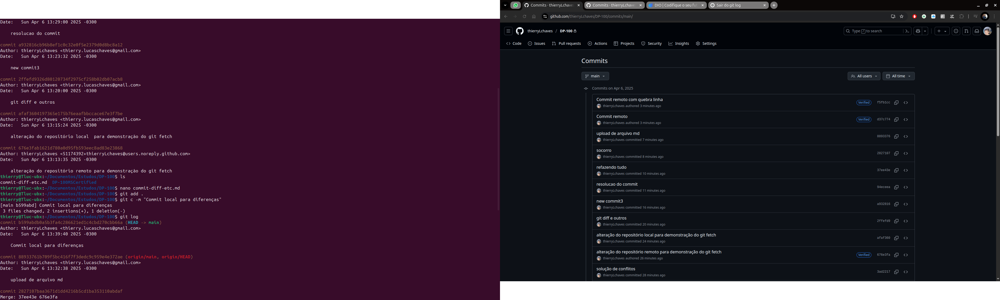 Date:   Sun Apr 6 13:29:00 2025 -0300
resolucao do commit
commit a932816cb96b8ef1c0c32e0f5e2379d0d8bc8a12
Author: thierryLchaves <thierry.lucaschaves@gmail.com>
Date:   Sun Apr 6 13:23:32 2025 -0300
new commit3
commit 2ffefd9326d80120734f2975cf258b02db07acb8
Author: thierryLchaves <thierry.lucaschaves@gmail.com>
Date:   Sun Apr 6 13:20:00 2025 -0300
git diff e outros
commit afaf3604197365e175b76eaafbbccace67e3f7be
Author: thierryLchaves <thierry.lucaschaves@gmail.com>
Date:   Sun Apr 6 13:15:24 2025 -0300
alteração do repositório local  para demonstração do git fetch
commit 676e3fab1621d780a0d95fb593eec8ad83e23868
Author: thierryLchaves <51174392+thierryLchaves@users.noreply.github.com>
Date:   Sun Apr 6 13:13:35 2025 -0300
alteração do repositório remoto para demonstração do git fetch
thierry@Tluc-ubx:~/Documentos/Estudos/DP-100$ ls
commit-diff-etc.md  DP-100MSCertified
thierry@Tluc-ubx:~/Documentos/Estudos/DP-100$ nano commit-diff-etc.md
thierry@Tluc-ubx:~/Documentos/Estudos/DP-100$ git add .
thierry@Tluc-ubx:~/Documentos/Estudos/DP-100$ git c -m "Commit local para diferenças"
[main b599abd] Commit local para diferenças
3 files changed, 2 insertions(+), 1 deletion(-)
thierry@Tluc-ubx:~/Documentos/Estudos/DP-100$ git log
commit b599abdb0a5b3fa4c286621ed1c4cbd270cbb66a (HEAD -> main)
Author: thierryLchaves <thierry.lucaschaves@gmail.com>
Date:   Sun Apr 6 13:39:40 2025 -0300
Commit local para diferenças
commit 88933761b709f5bc416f7f3dedc9c959e4e372ae (origin/main, origin/HEAD)
Author: thierryLchaves <thierry.lucaschaves@gmail.com>
Date:   Sun Apr 6 13:32:38 2025 -0300
upload de arquivo md
commit 2827107baa3671d1dd4216b5cd1ba353110abdaf
Merge: 37ee43e 676e3fa
Commits · thierryLchaves
Commits · thierryLchaves
DIO | Codifique o seu fut
Sair do git log
github.com/thierryLchaves/DP-100/commits/main/
thierryLchaves / DP-100
Type / to search
Code Issues Pull requests Actions Projects Security Insights Settings
Commits
main All users All time
Commits on Apr 6, 2025
Commit remoto com quebra linha
thierryLchaves authored 3 minutes ago
Verified f5fb1cc
Commit remoto
thierryLchaves authored 3 minutes ago
Verified d37c774
upload de arquivo md
thierryLchaves committed 7 minutes ago
8893376
socorro
thierryLchaves committed 8 minutes ago
2827107
refazendo tudo
thierryLchaves committed 10 minutes ago
37ee43e
resolucao do commit
thierryLchaves committed 11 minutes ago
94eceea
new commit3
thierryLchaves committed 16 minutes ago
a932816
git diff e outros
thierryLchaves committed 20 minutes ago
2ffefd9
alteração do repositório local para demonstração do git fetch
thierryLchaves committed 24 minutes ago
afaf360
alteração do repositório remoto para demonstração do git fetch
thierryLchaves authored 26 minutes ago
Verified 676e3fa
solução de conflitos
thierryLchaves committed 28 minutes ago
3ad2217